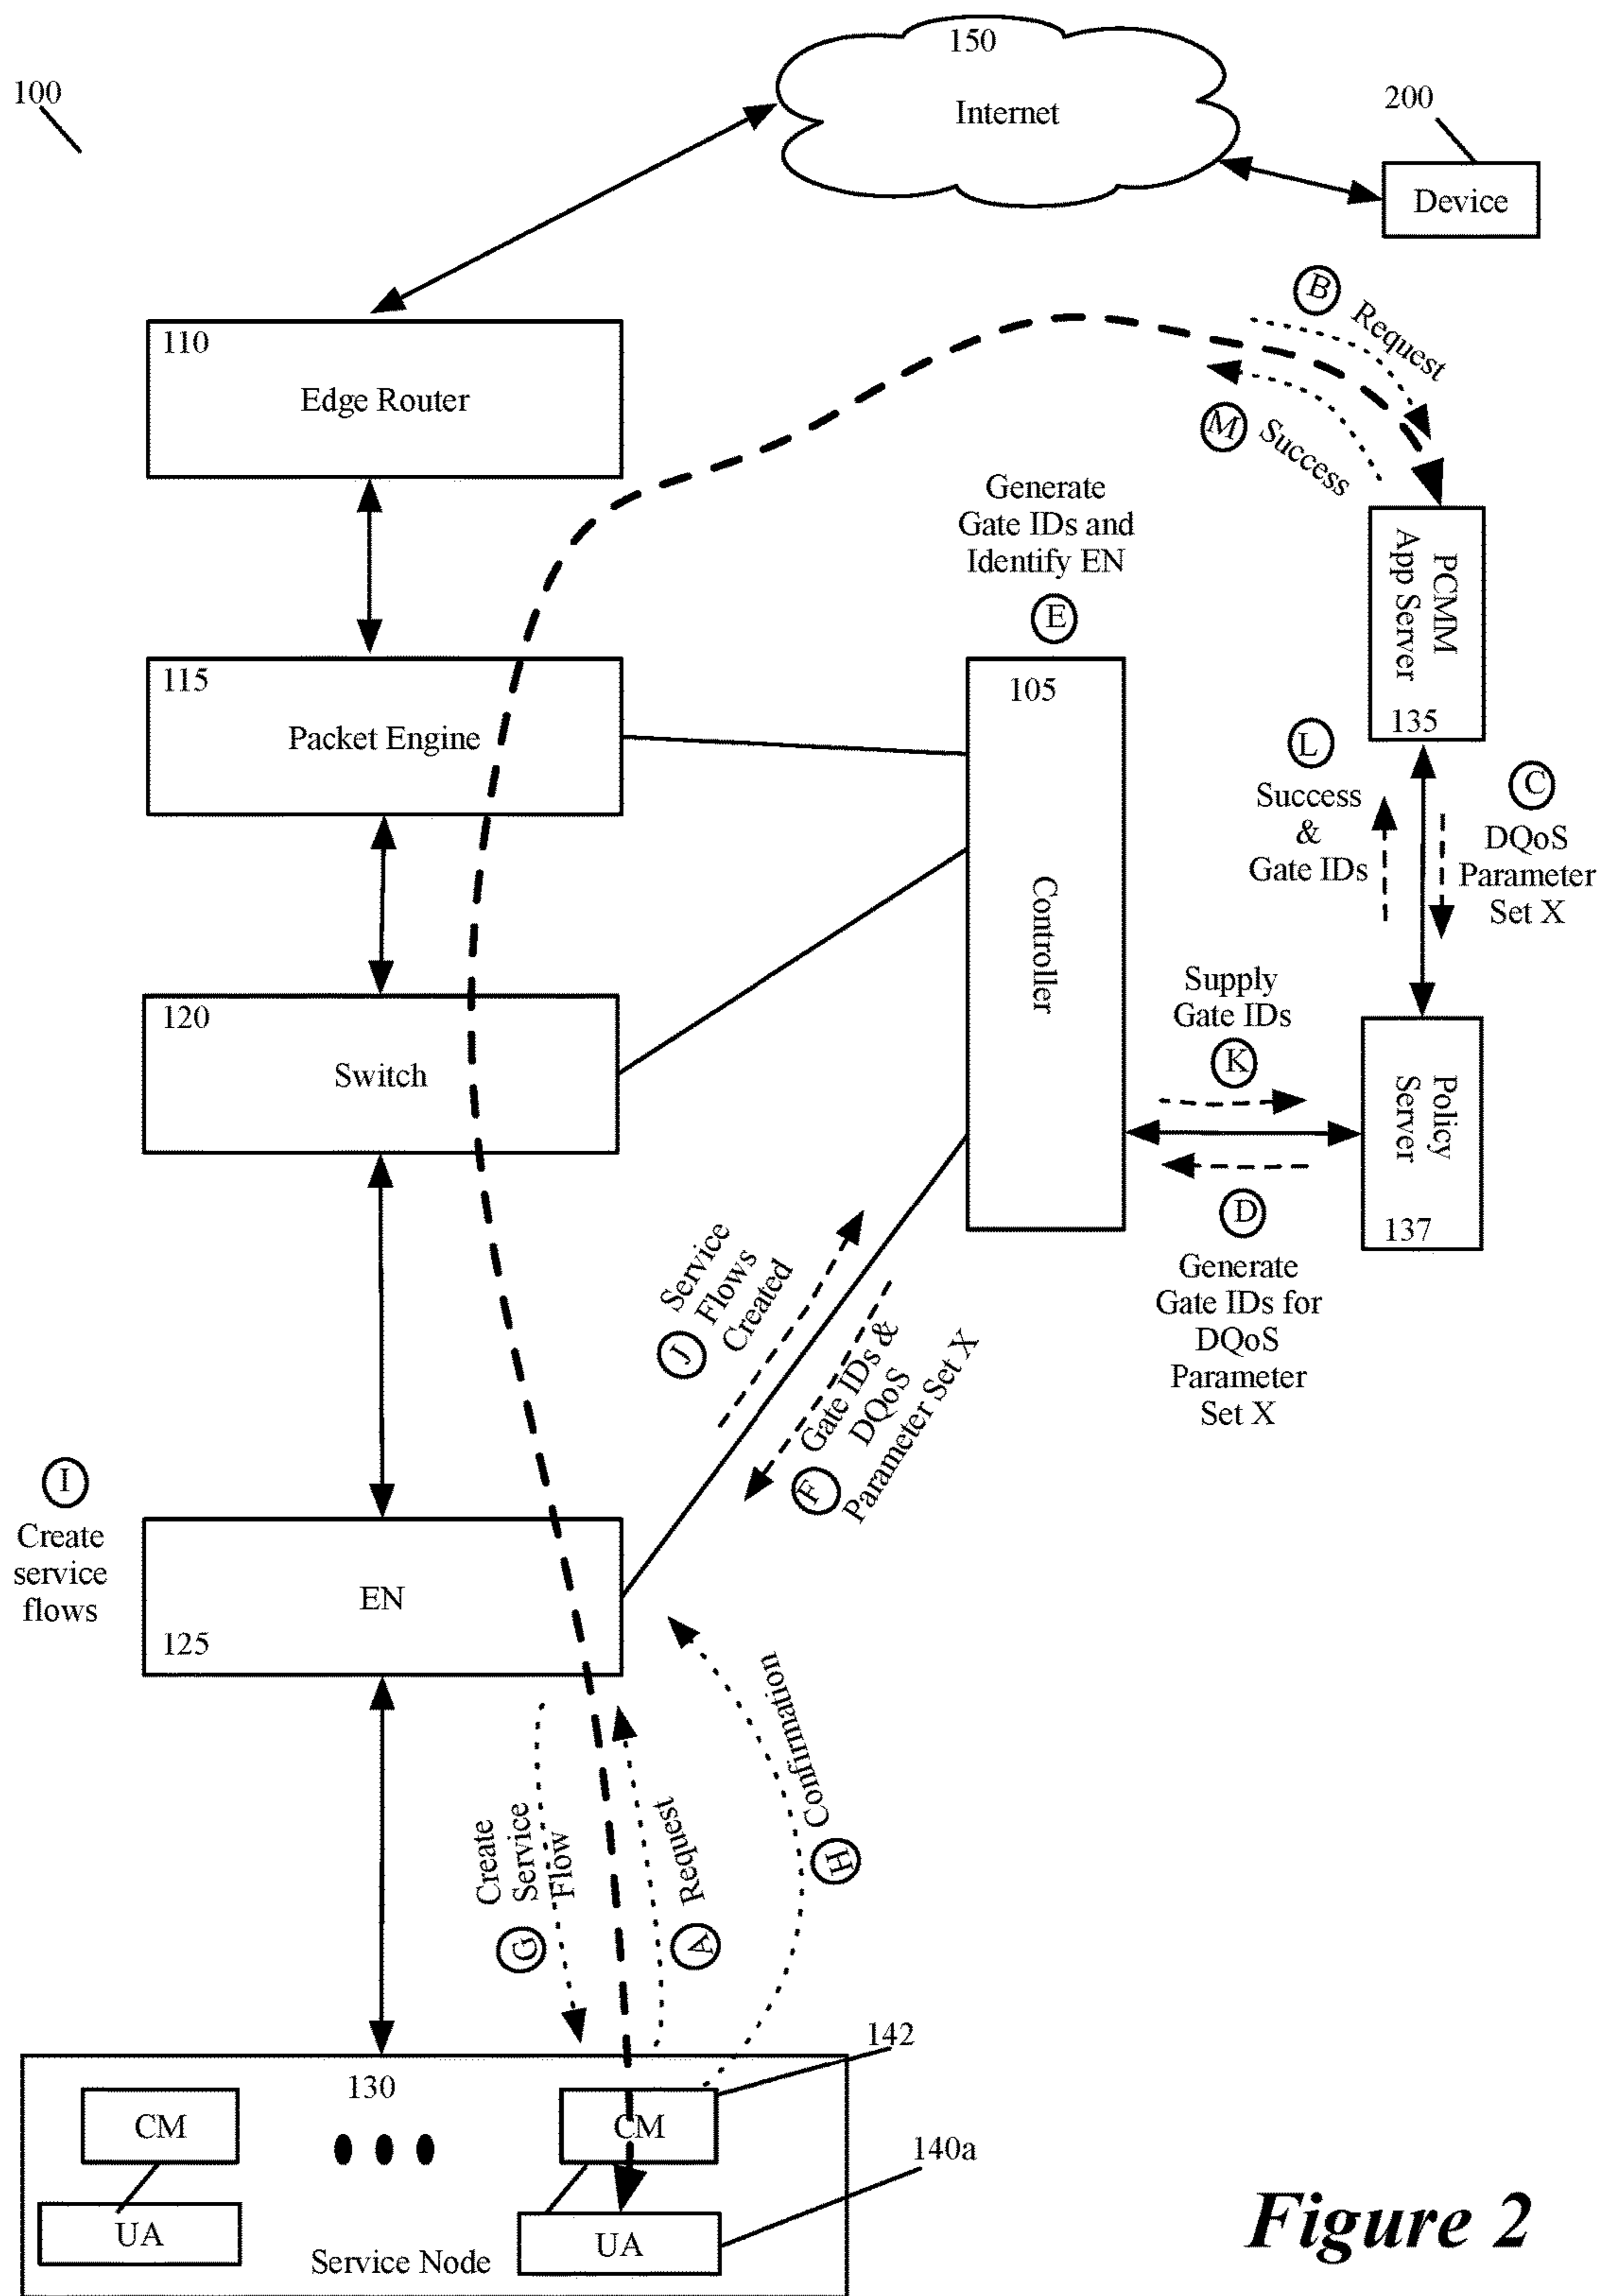 150
Internet
100
200
Device
B
Request
M
Success
110
Edge Router
Generate
Gate IDs and
Identify EN
E
PCMM
App Server
135
115
Packet Engine
105
Controller
L
Success
&
Gate IDs
C
DQoS
Parameter
Set X
120
Switch
Supply
Gate IDs
K
Policy
Server
137
D
Generate
Gate IDs for
DQoS
Parameter
Set X
J
Service
Flows
Created
F
Gate IDs &
DQoS
Parameter Set X
I
Create
service
flows
EN
125
G
Create
Service
Flow
A
Request
H
Confirmation
142
130
CM
CM
140a
UA
UA
Service Node
Figure 2